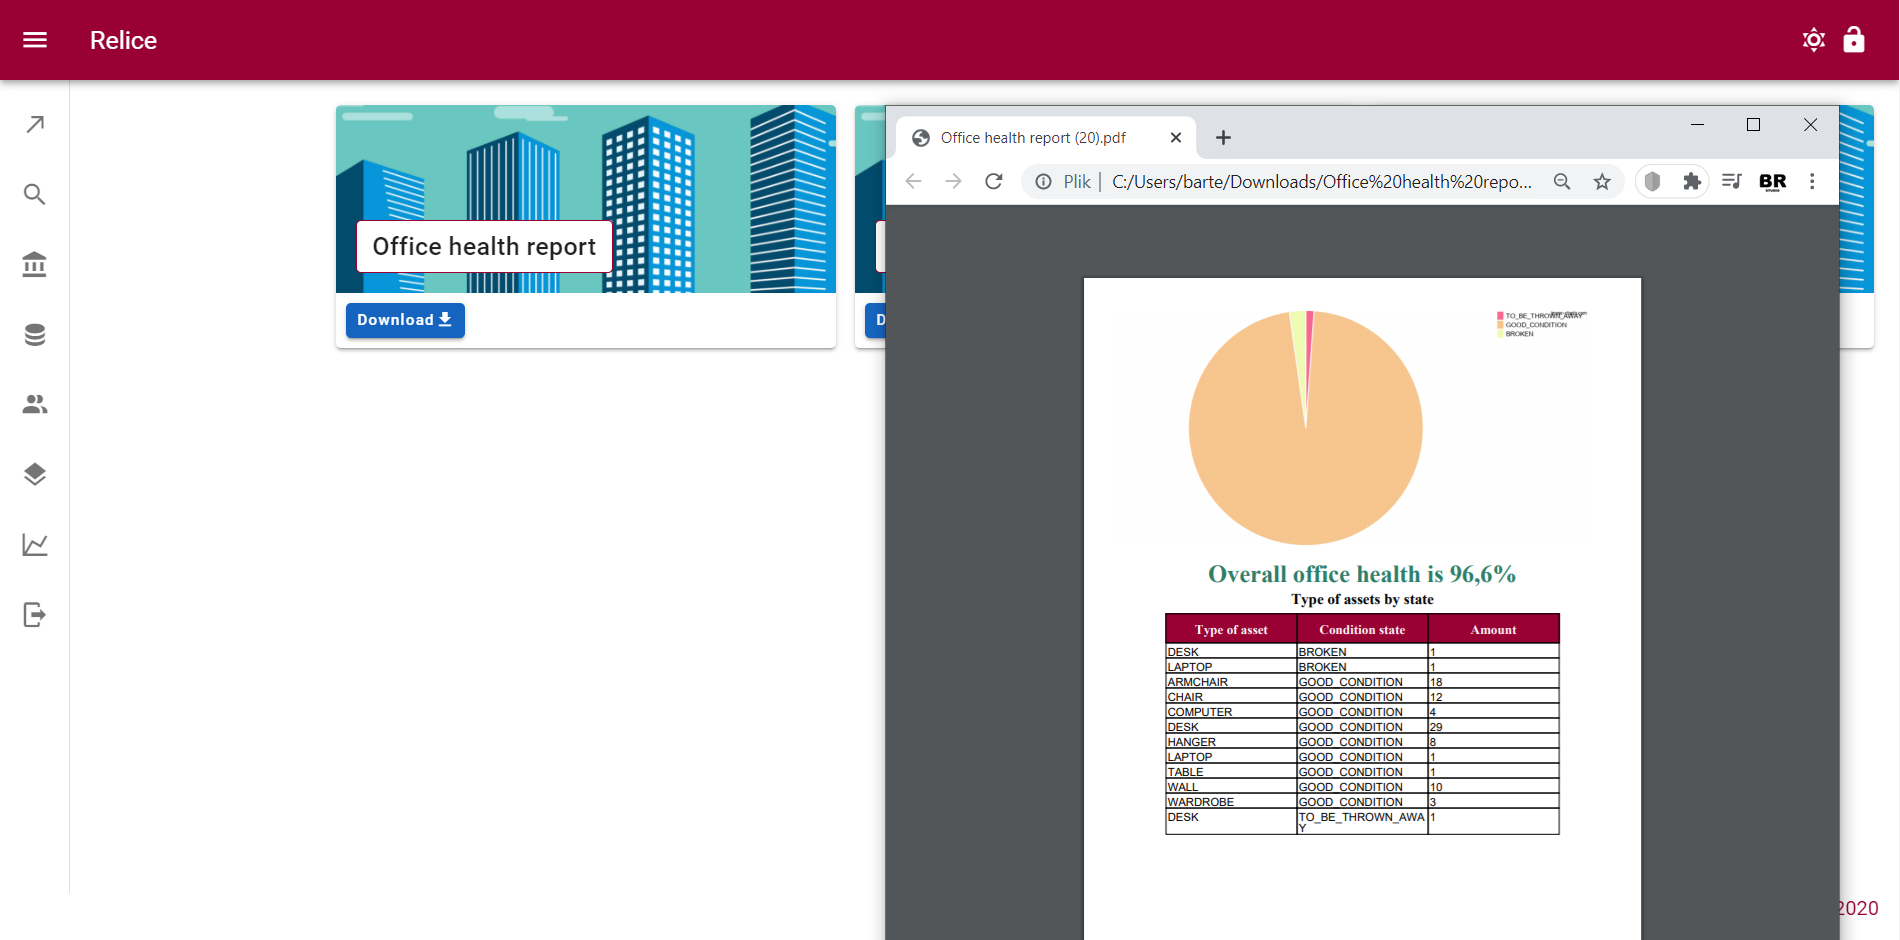 Relice
Office health report
Download
D
Office health report (20).pdf
Plik
C:/Users/barte/Downloads/Office%20health%20repo...
BR
TO_BE_THROWN_AWAY
GOOD_CONDITION
BROKEN
Overall office health is 96,6%
Type of assets by state
Type of asset Condition state Amount
DESK BROKEN 1
LAPTOP BROKEN 1
ARMCHAIR GOOD_CONDITION 18
CHAIR GOOD_CONDITION 12
COMPUTER GOOD_CONDITION 4
DESK GOOD_CONDITION 29
HANGER GOOD_CONDITION 8
LAPTOP GOOD_CONDITION 1
TABLE GOOD_CONDITION 1
WALL GOOD_CONDITION 10
WARDROBE GOOD_CONDITION 3
DESK TO_BE_THROWN_AWA 1
Y
2020